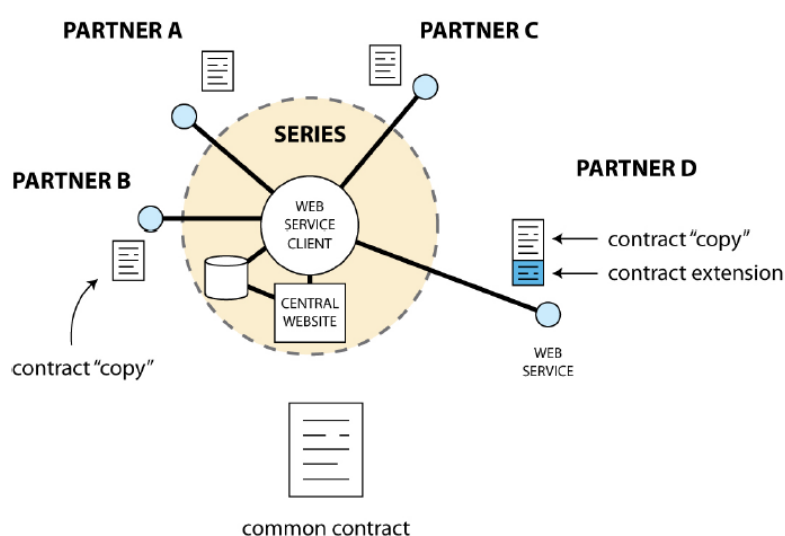 PARTNER A
PARTNER C
SERIES
PARTNER D
PARTNER B
WEB
SERVICE
CLIENT
contract “copy”
contract extension
CENTRAL
WEBSITE
WEB
SERVICE
contract “copy”
common contract